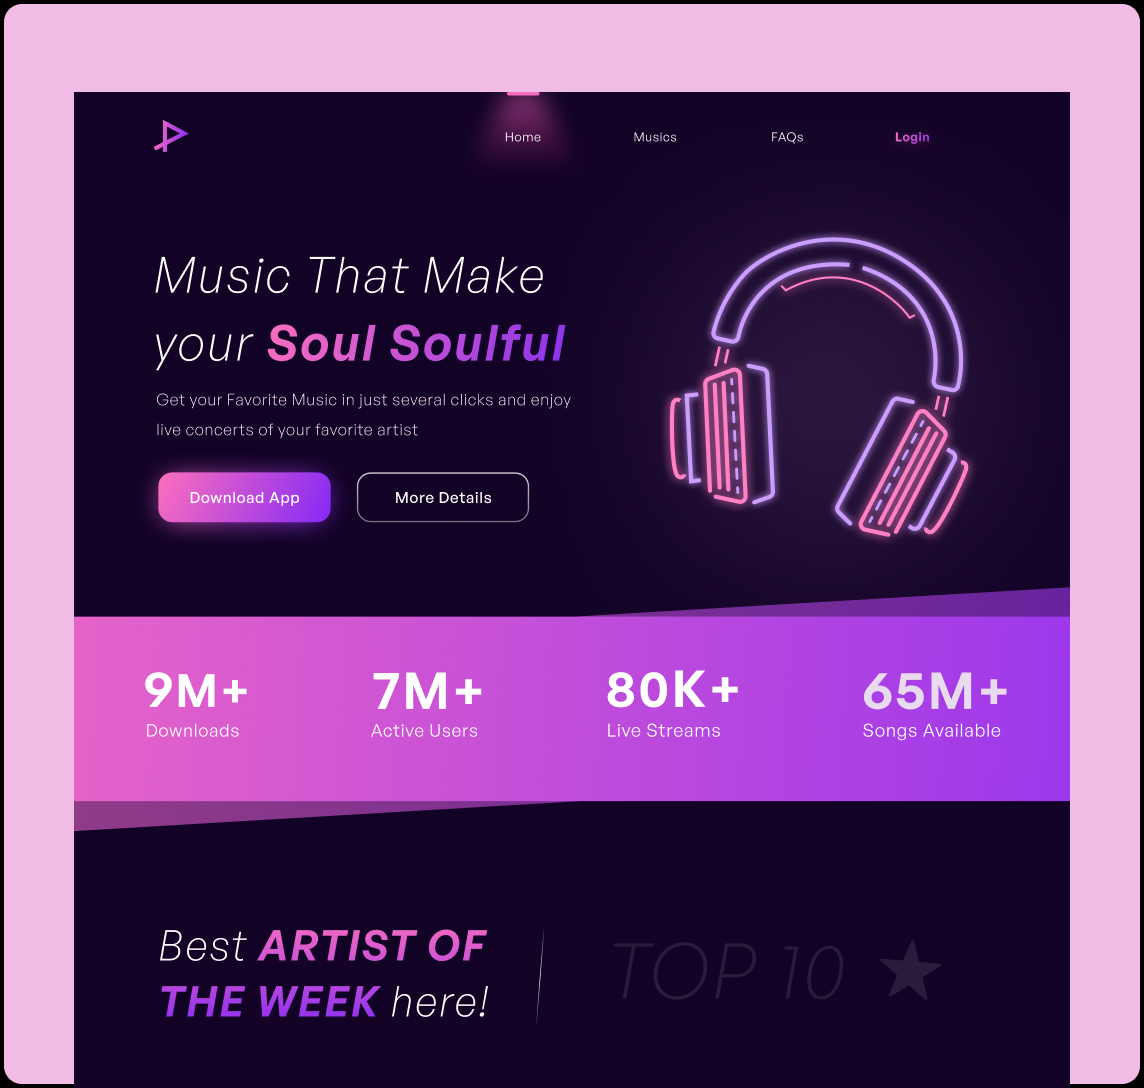 Home Musics FAQs Login
Music That Make
your Soul Soulful
Get your Favorite Music in just several clicks and enjoy
live concerts of your favorite artist
Download App More Details
9M+ 7M+ 80K+ 65M+
Downloads Active Users Live Streams Songs Available
Best ARTIST OF
THE WEEK here!
TOP 10